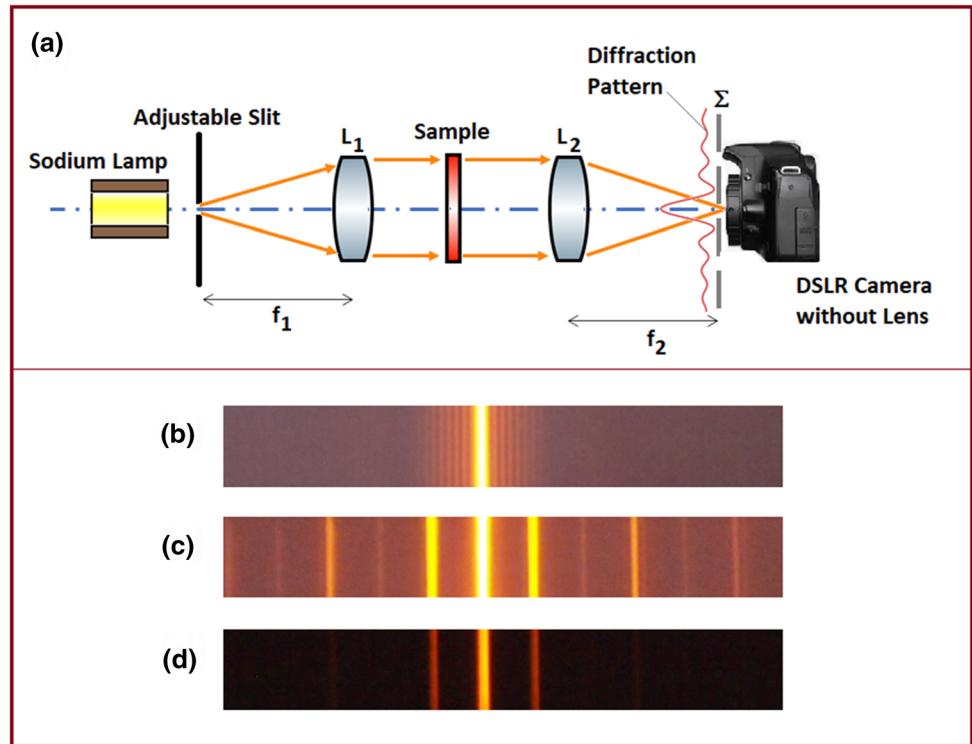 (a)
Diffraction
Pattern
Σ
Adjustable Slit
L1
Sample
L2
Sodium Lamp
f1
f2
DSLR Camera
without Lens
(b)
(c)
(d)